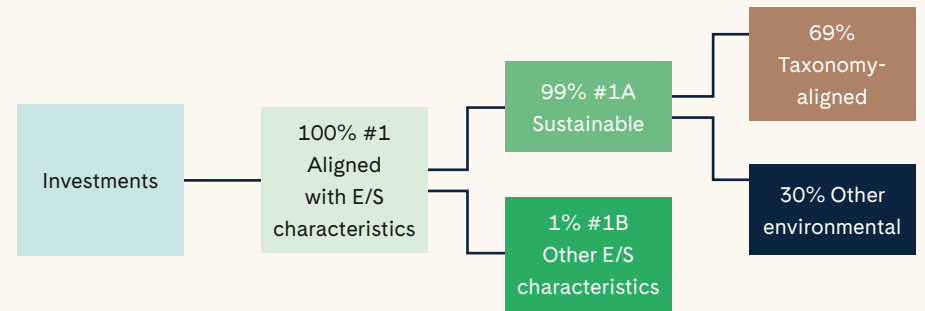 Investments
100% #1
Aligned
with E/S
characteristics
99% #1A
Sustainable
1% #1B
Other E/S
characteristics
69%
Taxonomy-
aligned
30% Other
environmental